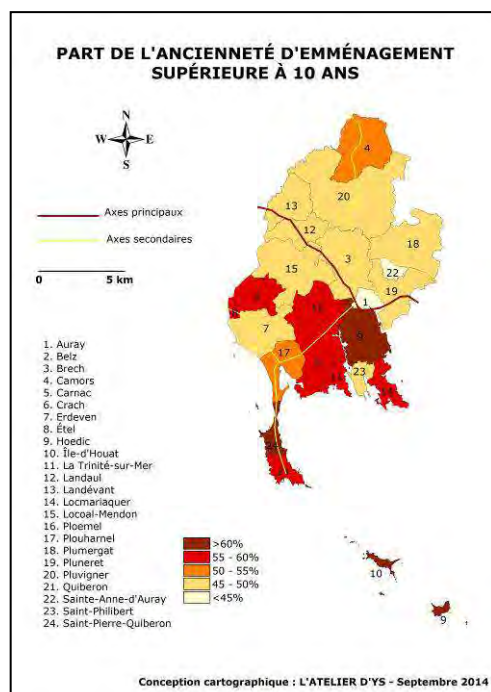 PART DE L'ANCIENNETÉ D'EMMÉNAGEMENT
SUPÉRIEURE À 10 ANS
N
W E
S
Axes principaux
Axes secondaires
0 5 km
4
20
13
12
18
3
15
22
19
1
7
17
23
10
9
1. Auray
2. Belz
3. Brech
4. Camors
5. Carnac
6. Crach
7. Erdeven
8. Étel
9. Hoedic
10. Île-d'Houat
11. La Trinité-sur-Mer
12. Landaul
13. Landévant
14. Locmariaquer
15. Locoal-Mendon
16. Ploemel
17. Plouharnel
18. Plumergat
19. Pluneret
20. Pluvigner
21. Quiberon
22. Sainte-Anne-d'Auray
23. Saint-Philibert
24. Saint-Pierre-Quiberon
>60%
55 - 60%
50 - 55%
45 - 50%
<45%
Conception cartographique : L'ATELIER D'YS - Septembre 2014